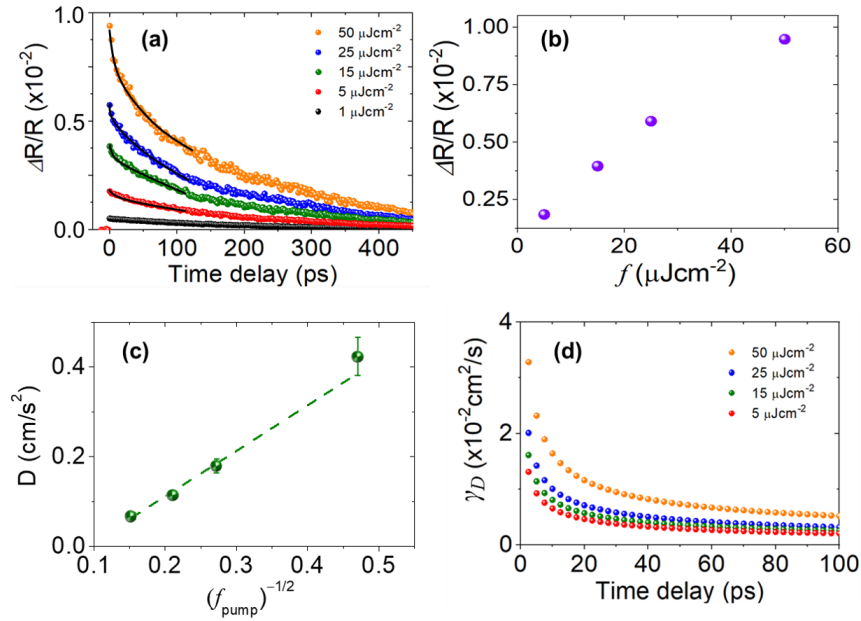 (a)
50 μJcm⁻²
25 μJcm⁻²
15 μJcm⁻²
5 μJcm⁻²
1 μJcm⁻²
ΔR/R (x10⁻²)
1.0
0.5
0.0
0 100 200 300 400
Time delay (ps)
(b)
ΔR/R (x10⁻²)
1.00
0.75
0.50
0.25
0 20 40 60
f (μJcm⁻²)
(c)
D (cm/s²)
0.4
0.2
0.0
0.1 0.2 0.3 0.4 0.5
(f_pump)⁻¹/²
(d)
50 μJcm⁻²
25 μJcm⁻²
15 μJcm⁻²
5 μJcm⁻²
γ_D (x10⁻²cm²/s)
4
2
0
0 20 40 60 80 100
Time delay (ps)